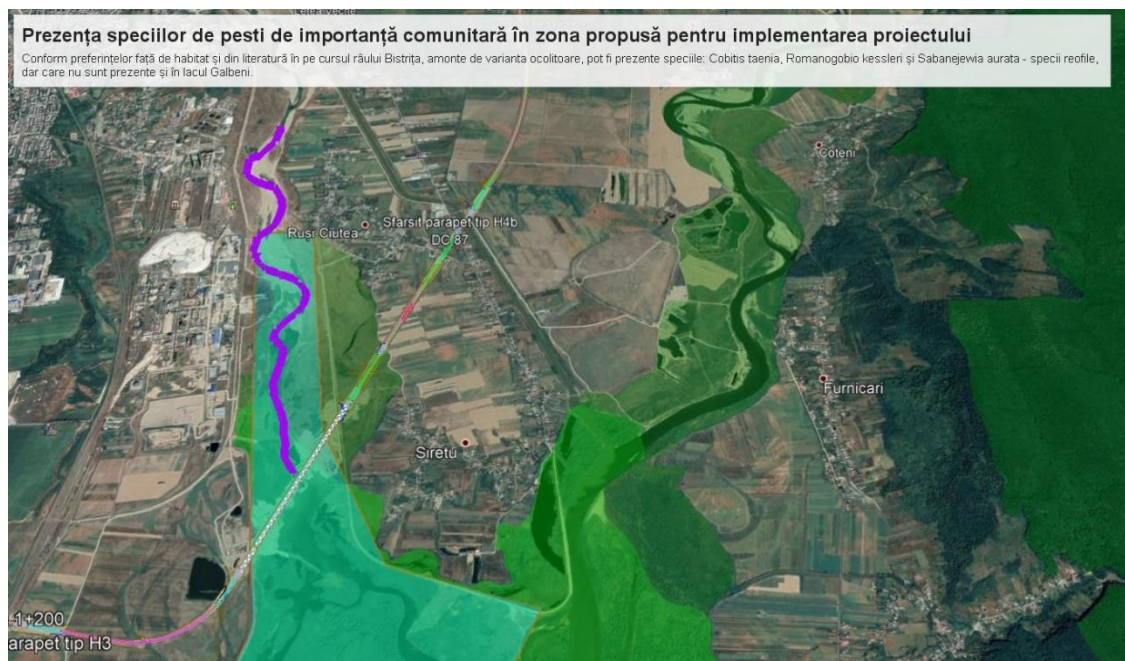 Letea Veche
Prezența speciilor de pesti de importanță comunitară în zona propusă pentru implementarea proiectului
Conform preferințelor față de habitat și din literatură în pe cursul râului Bistrița, amonte de varianta ocolitoare, pot fi prezente speciile: Cobitis taenia, Romanogobio kessleri și Sabanejewia aurata - specii reofile,
dar care nu sunt prezente și în lacul Galbeni.
Coteni
Sfarsit parapet tip H4b
Ruși-Ciutea
DC 87
Furnicari
Siretu
1+200
arapet tip H3